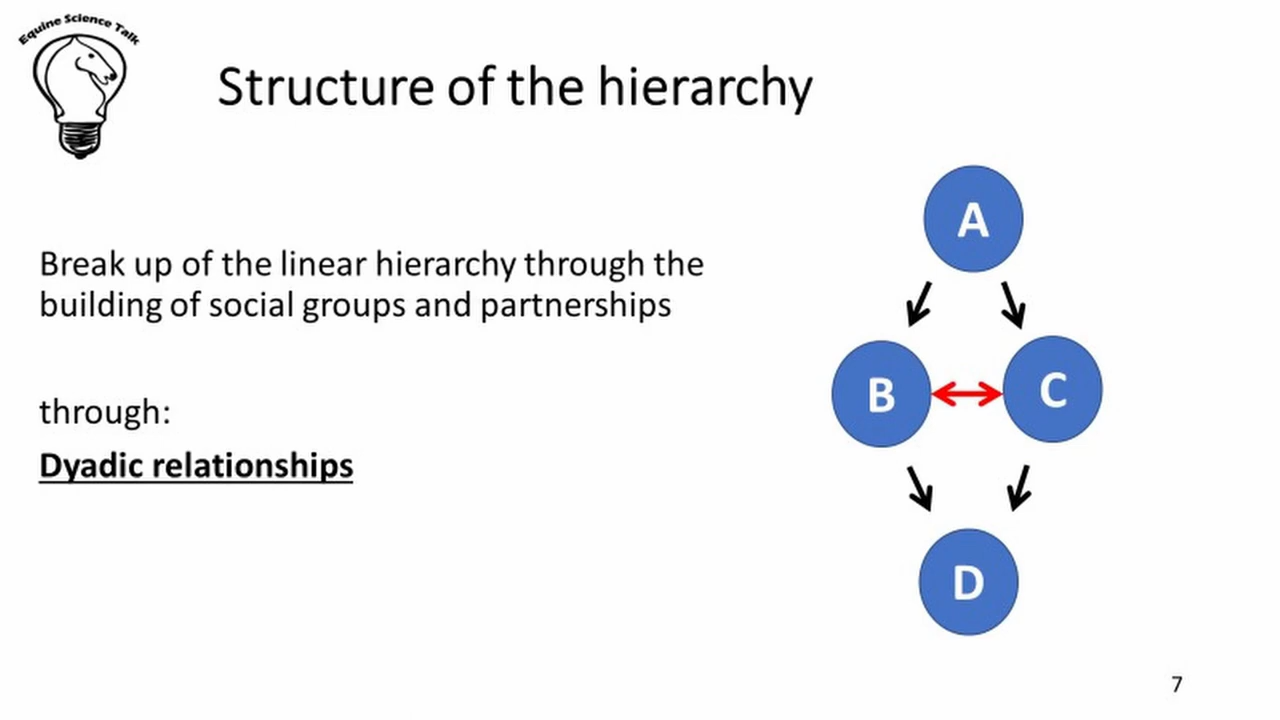 Equine Science Talk
Structure of the hierarchy
Break up of the linear hierarchy through the
building of social groups and partnerships
through:
Dyadic relationships
A
B
C
D
7